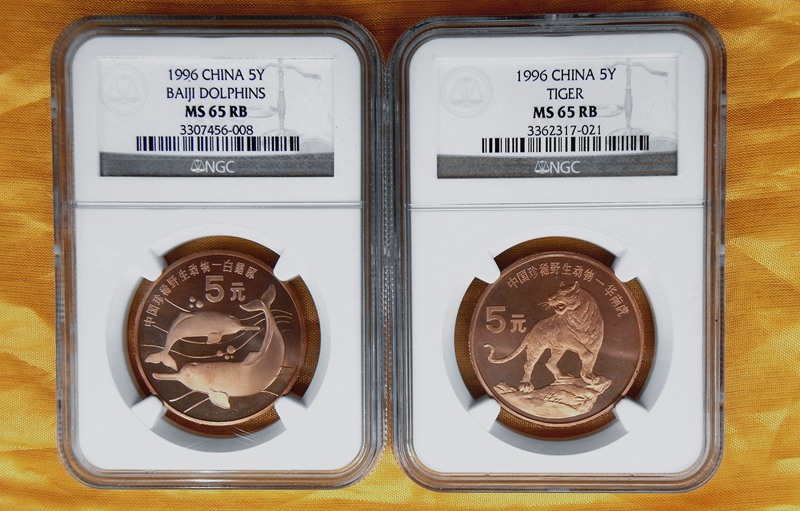 1996 CHINA 5Y
BAIJI DOLPHINS
MS 65 RB
3307456-008
NGC
中国珍稀野生动物—白鱀豚
5元
1996 CHINA 5Y
TIGER
MS 65 RB
3362317-021
NGC
中国珍稀野生动物—华南虎
5元